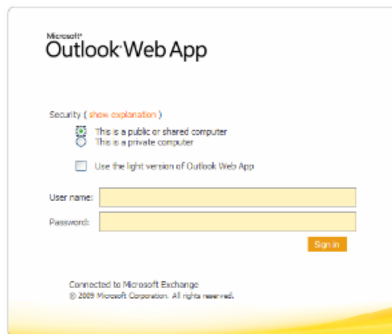 Microsoft®
Outlook Web App
Security ( show explanation )
This is a public or shared computer
This is a private computer
Use the light version of Outlook Web App
User name:
Password:
Sign in
Connected to Microsoft Exchange
© 2009 Microsoft Corporation. All rights reserved.